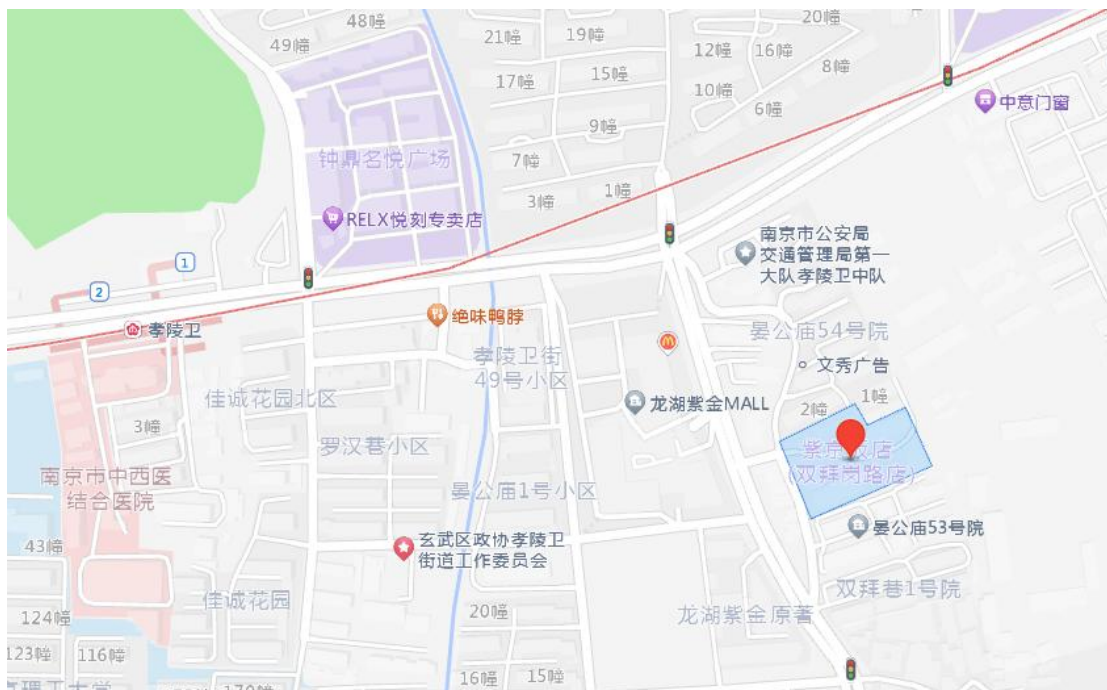 48幢
49幢
21幢
19幢
20幢
12幢
16幢
8幢
17幢
15幢
10幢
6幢
中意门窗
9幢
钟鼎名悦广场
7幢
3幢
1幢
RELX悦刻专卖店
南京市公安局
交通管理局第一
大队孝陵卫中队
1
2
孝陵卫
绝味鸭脖
晏公庙54号院
孝陵卫街
49号小区
文秀广告
佳诚花园北区
龙湖紫金MALL
2幢
1幢
3幢
罗汉巷小区
紫京饭店
(双拜岗路店)
南京市中西医
结合医院
晏公庙1号小区
晏公庙53号院
43幢
玄武区政协孝陵卫
街道工作委员会
双拜巷1号院
佳诚花园
124幢
20幢
龙湖紫金原著
123幢
116幢
16幢
15幢